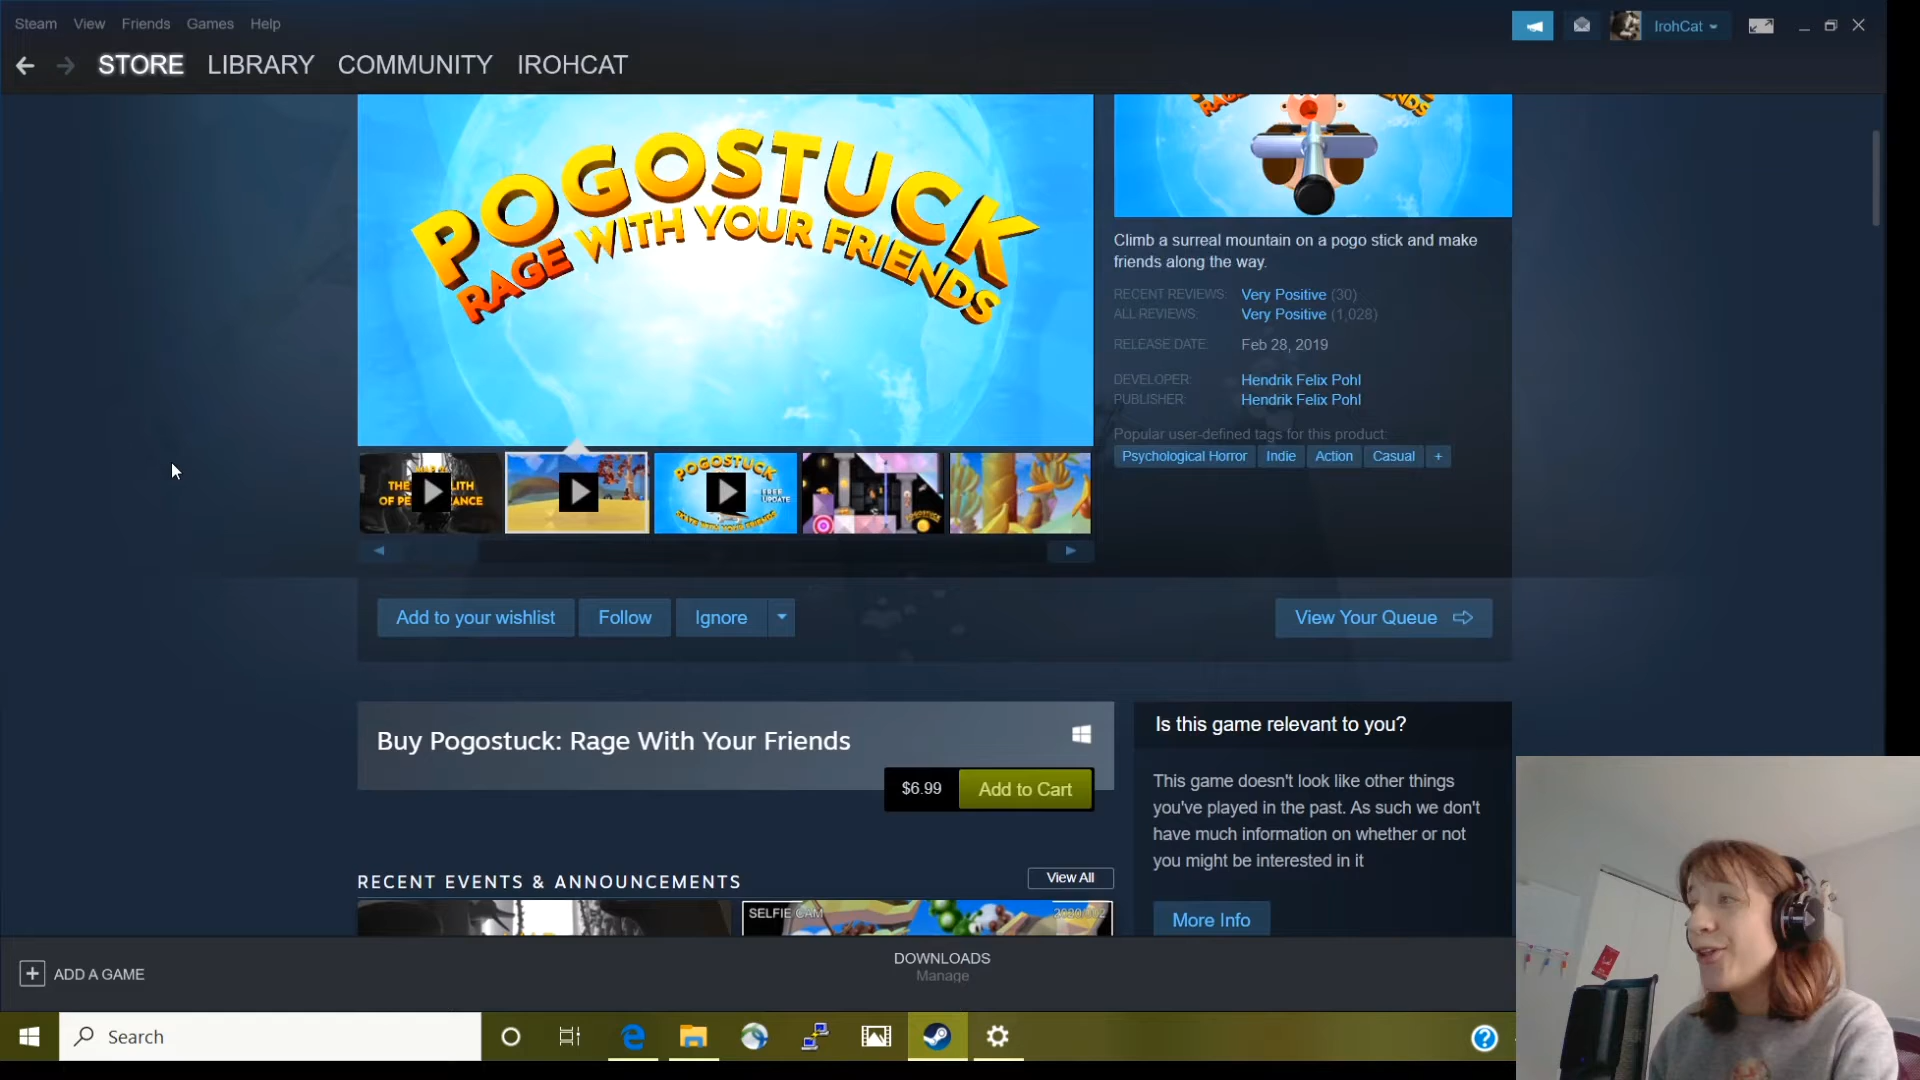 Steam View Friends Games Help
IrohCat
STORE LIBRARY COMMUNITY IROHCAT
POGOSTUCK
RAGE WITH YOUR FRIENDS
Climb a surreal mountain on a pogo stick and make
friends along the way.
RECENT REVIEWS: Very Positive (30)
ALL REVIEWS: Very Positive (1,028)
RELEASE DATE: Feb 28, 2019
DEVELOPER: Hendrik Felix Pohl
PUBLISHER: Hendrik Felix Pohl
Popular user-defined tags for this product:
Psychological Horror Indie Action Casual +
POGOSTUCK
FREE
UPDATE
Add to your wishlist Follow Ignore
View Your Queue
Buy Pogostuck: Rage With Your Friends
$6.99 Add to Cart
Is this game relevant to you?
This game doesn't look like other things
you've played in the past. As such we don't
have much information on whether or not
you might be interested in it
More Info
RECENT EVENTS & ANNOUNCEMENTS View All
SELFIE CAM
+ ADD A GAME
DOWNLOADS
Manage
Search